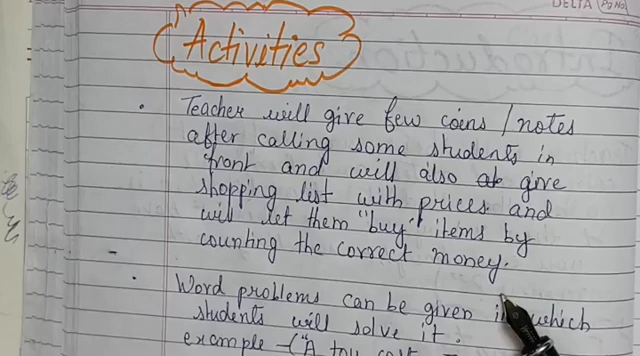 DELTA Pg No.
Activities
Teacher will give few coins/notes
after calling some students in
front and will also give
shopping list with prices and
will let them "buy" items by
counting the correct money.
Word problems can be given in which
students will solve it.
example - ("A toy cost